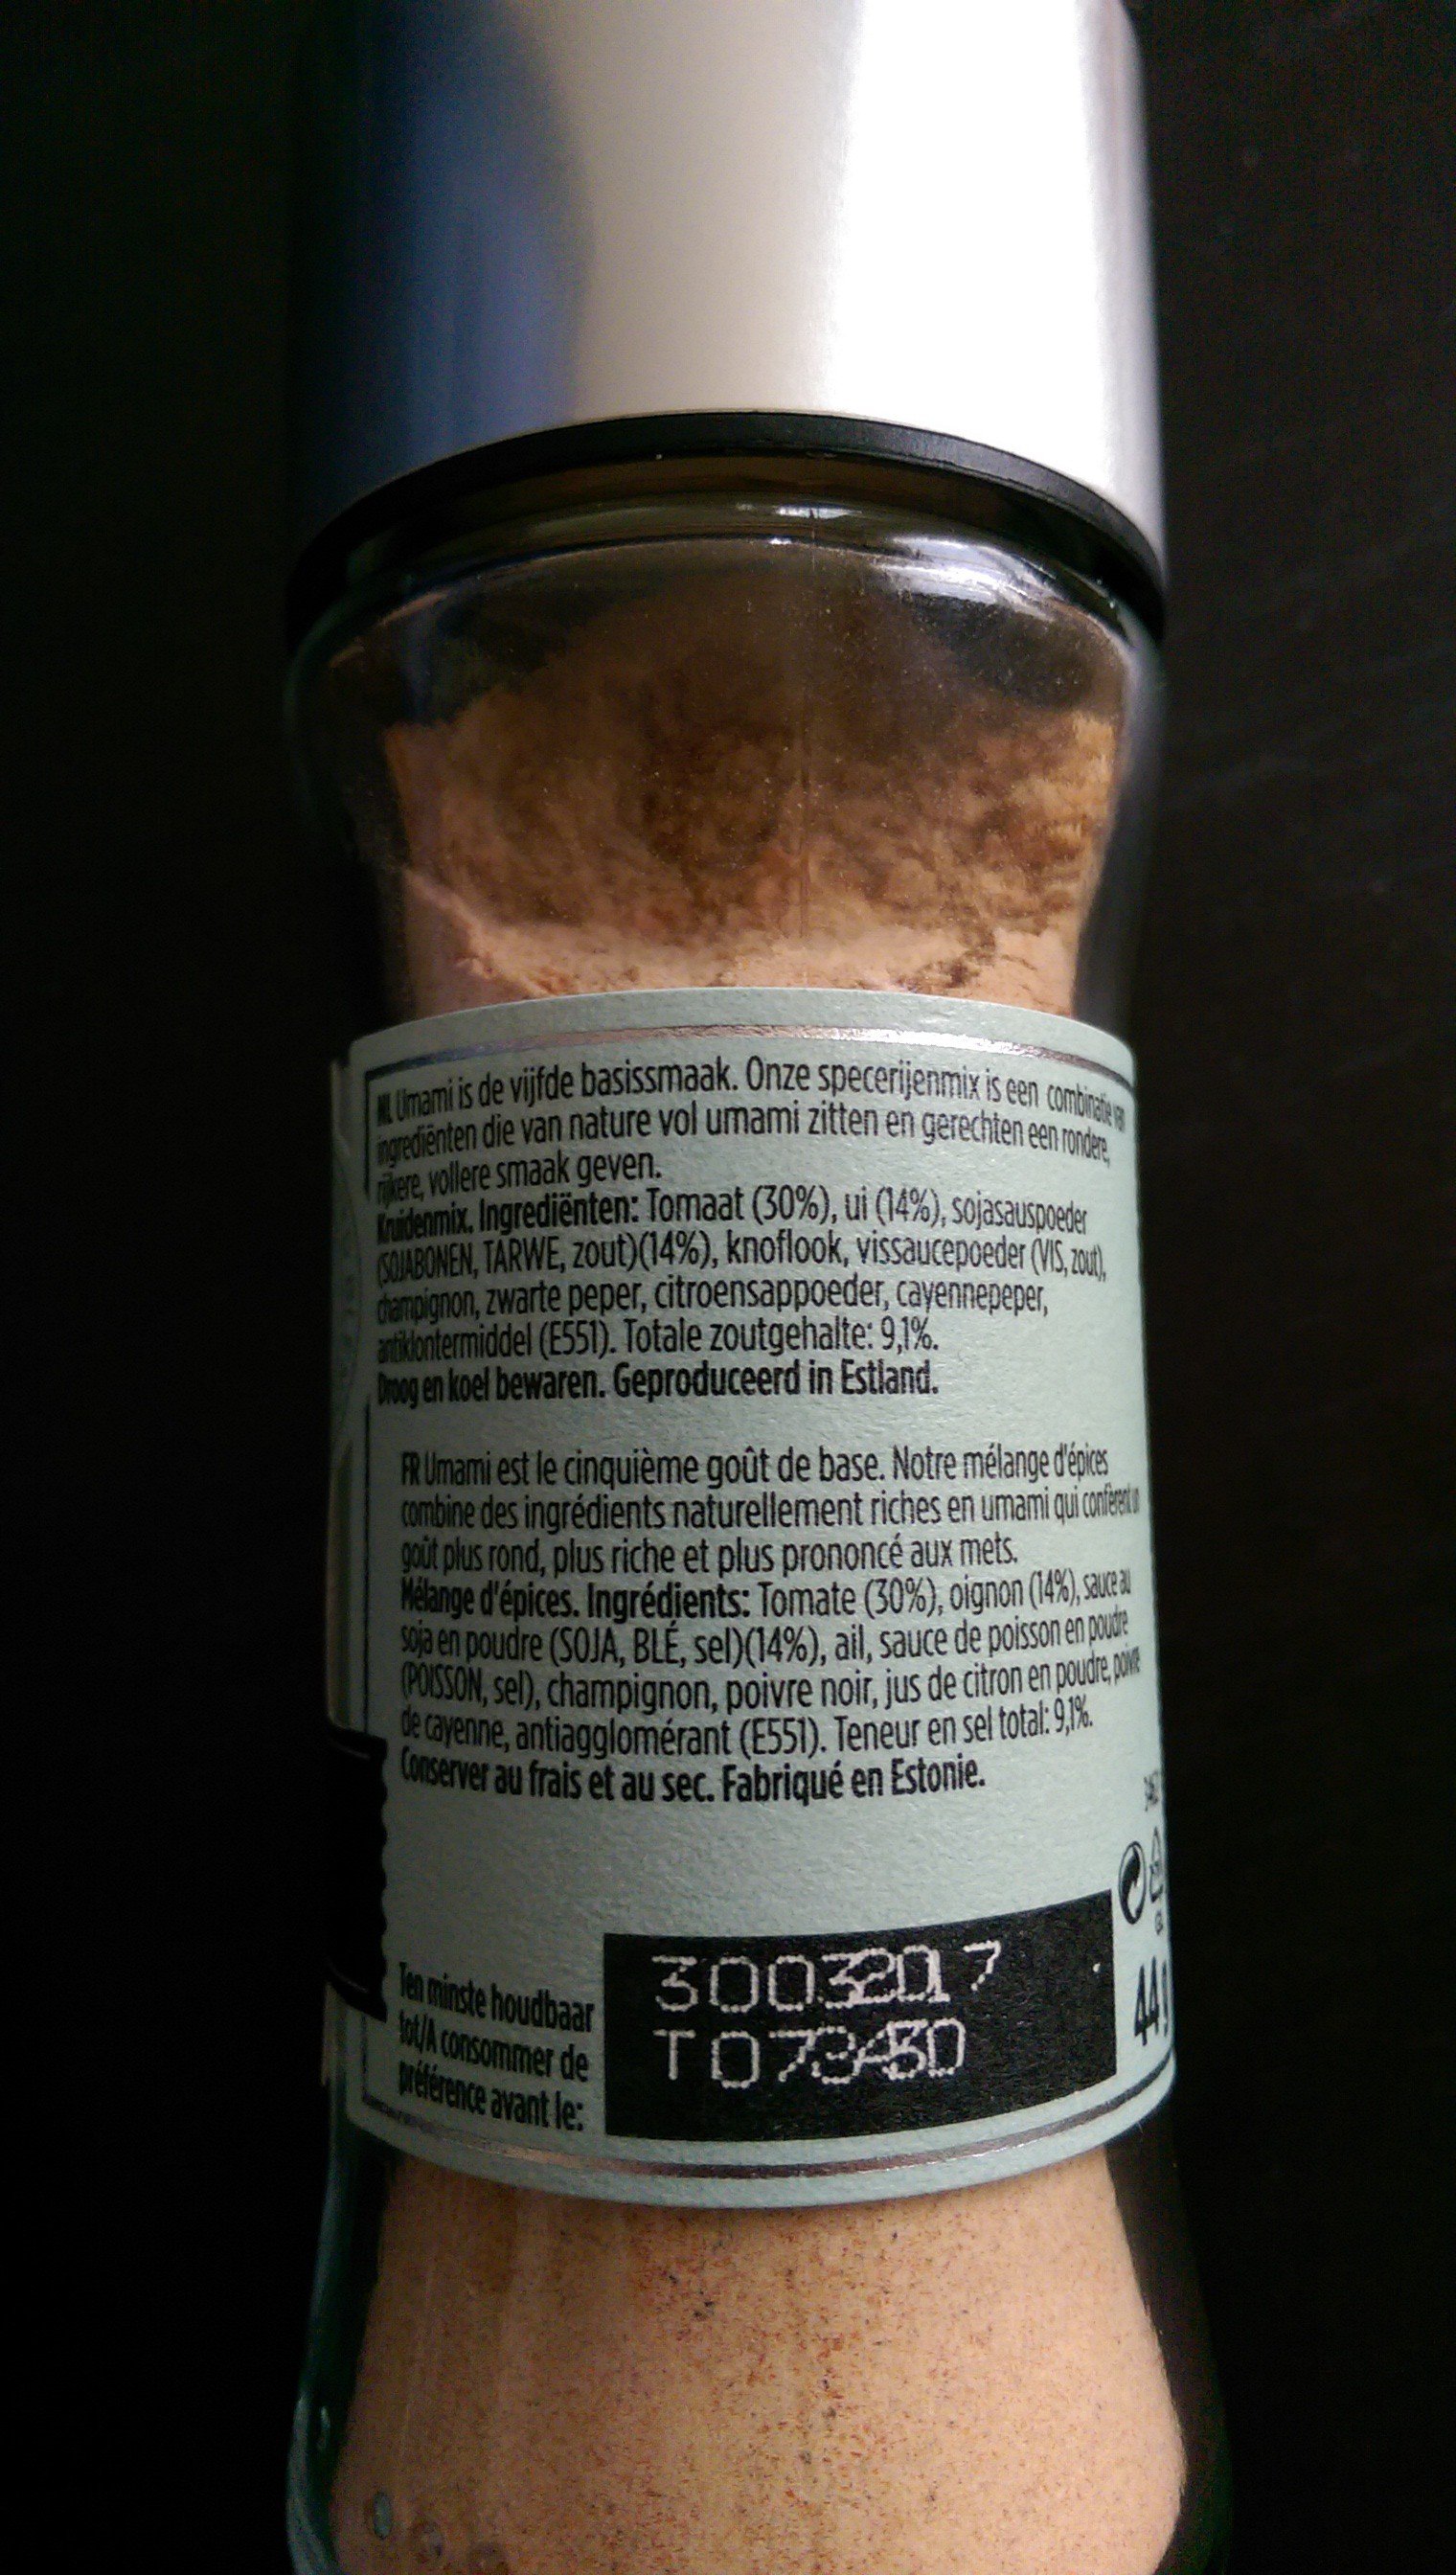 NL Umami is de vijfde basissmaak. Onze specerijenmix is een combinatie van
ingrediënten die van nature vol umami zitten en gerechten een rondere,
rijkere, vollere smaak geven.
Kruidenmix. Ingrediënten: Tomaat (30%), ui (14%), sojasauspoeder
(SOJABONEN, TARWE, zout)(14%), knoflook, vissaucepoeder (VIS, zout),
champignon, zwarte peper, citroensappoeder, cayennepeper,
antiklontermiddel (E551). Totale zoutgehalte: 9,1%.
Droog en koel bewaren. Geproduceerd in Estland.
FR Umami est le cinquième goût de base. Notre mélange d'épices
combine des ingrédients naturellement riches en umami qui confèrent un
goût plus rond, plus riche et plus prononcé aux mets.
Mélange d'épices. Ingrédients: Tomate (30%), oignon (14%), sauce au
soja en poudre (SOJA, BLÉ, sel)(14%), ail, sauce de poisson en poudre
(POISSON, sel), champignon, poivre noir, jus de citron en poudre, poivre
de cayenne, antiagglomérant (E551). Teneur en sel total: 9,1%.
Conserver au frais et au sec. Fabriqué en Estonie.
Ten minste houdbaar
tot/A consommer de
préférence avant le:
30032017
T073430
44 g